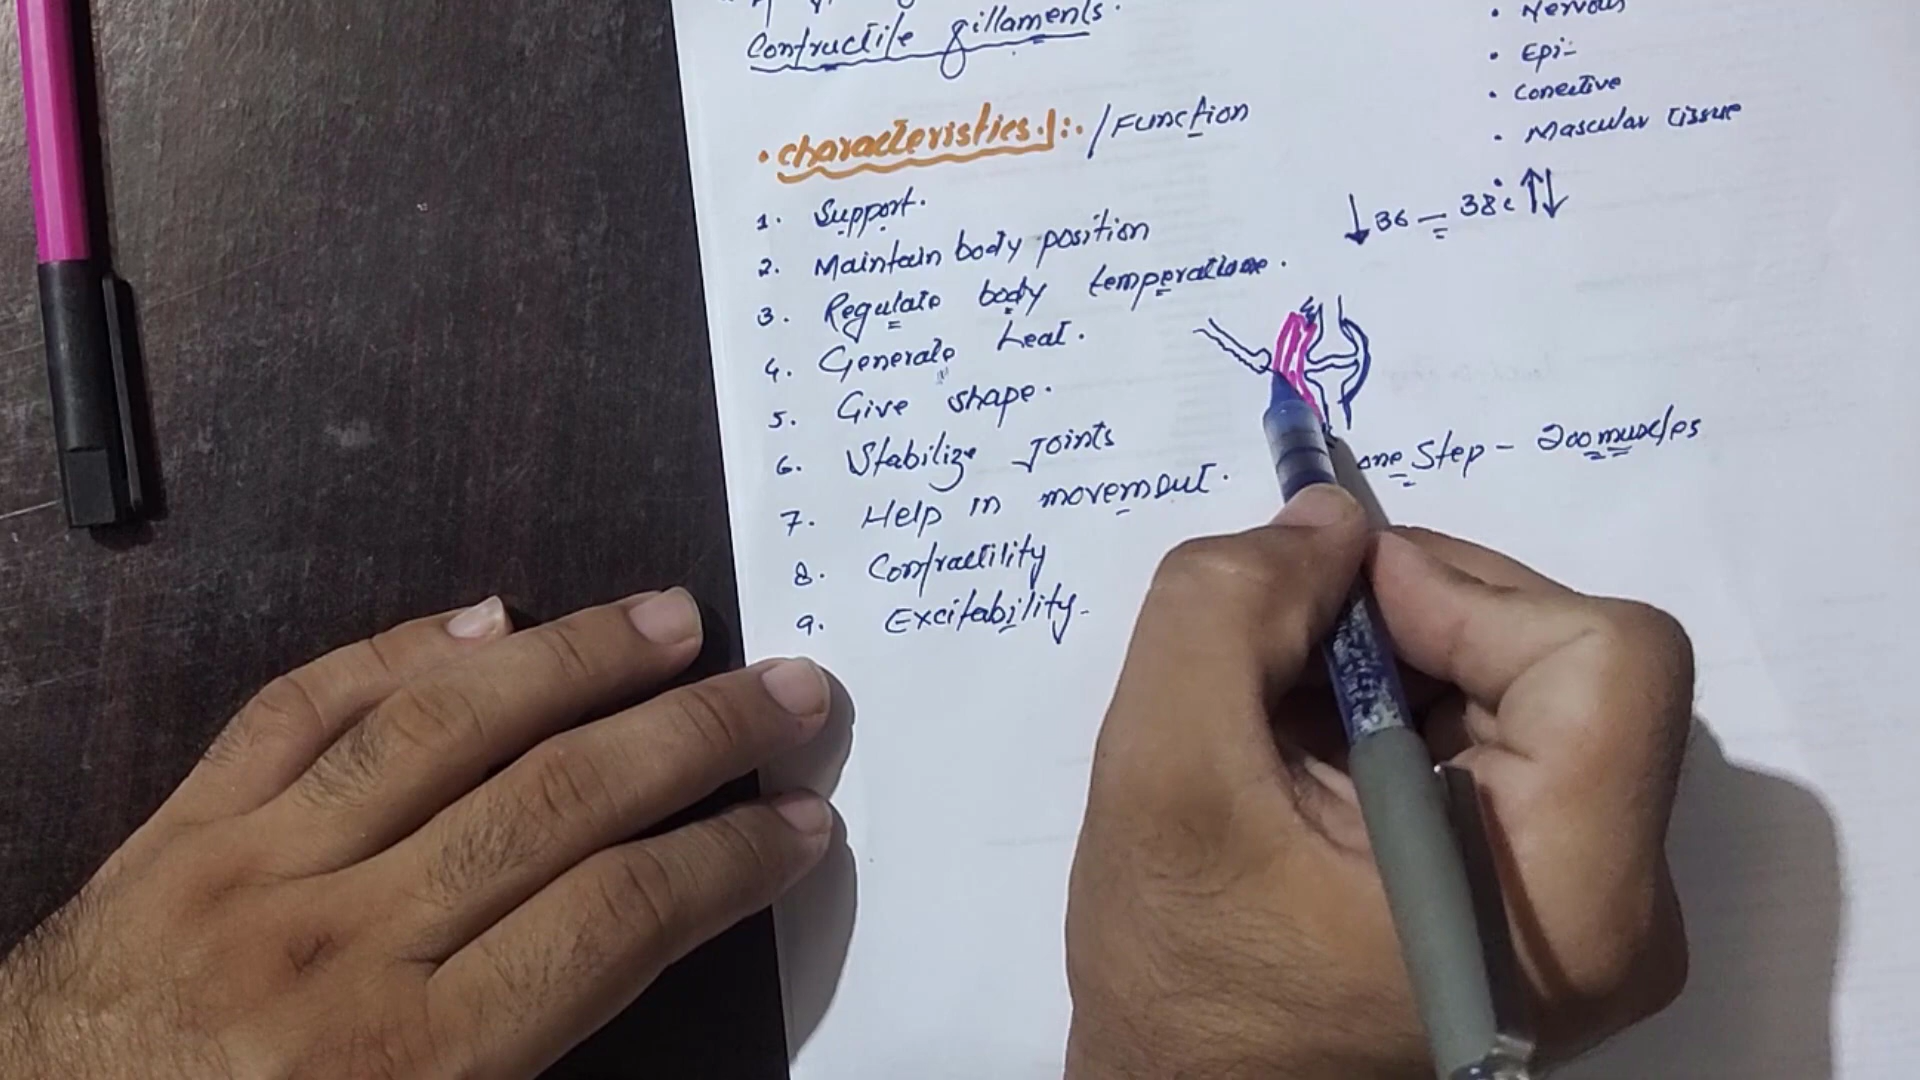 Contructile gillaments.
• characteristics.|:. / Function
1. Support.
2. Maintain body position
3. Regulate body temperature.
4. Generate heat.
5. Give shape.
6. Stabilize Joints
7. Help in movement.
8. Contractility
9. Excitability-
• Nervous
• Epi-
• Conective
• Mascular tissue
↓36 – 38°c ↑↓
one Step - 200 muscles